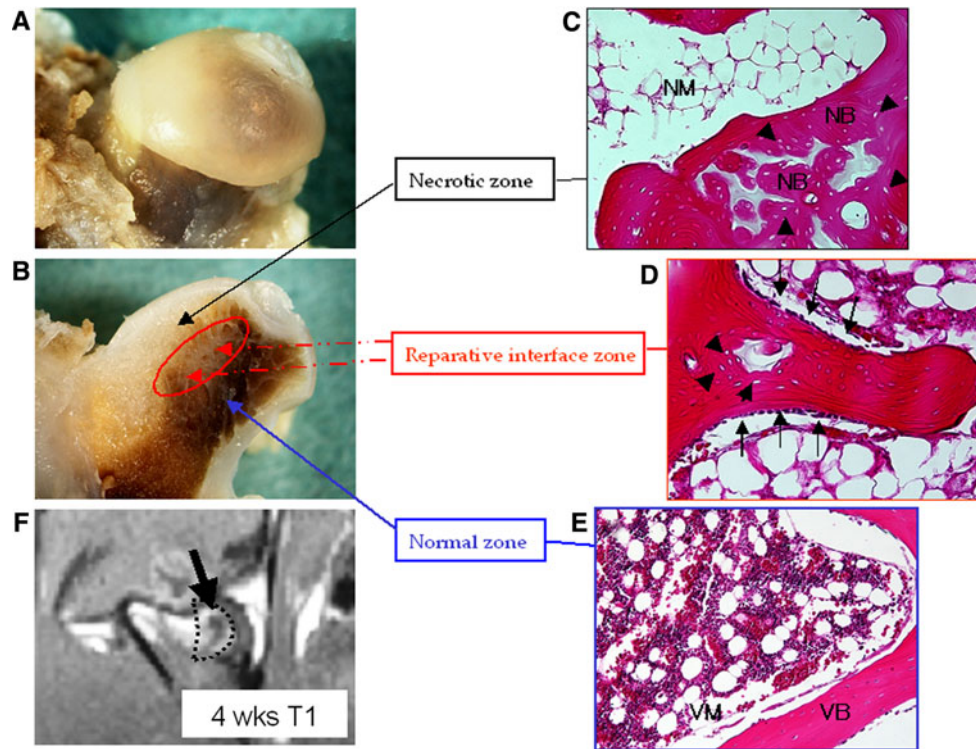 A
C
NM
NB
NB
Necrotic zone
B
D
Reparative interface zone
Normal zone
E
F
VM
VB
4 wks T1